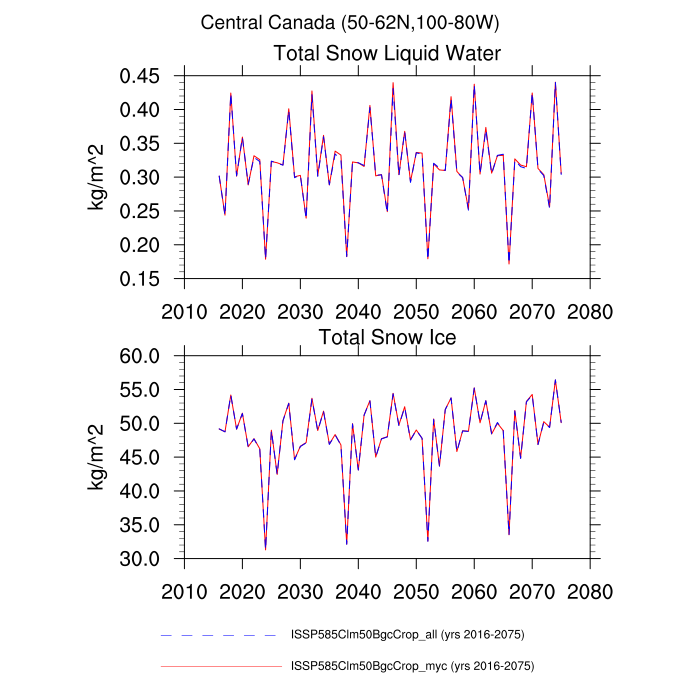 Central Canada (50-62N,100-80W)
Total Snow Liquid Water
0.45
0.40
0.35
0.30
0.25
0.20
0.15
kg/m^2
2010 2020 2030 2040 2050 2060 2070 2080
Total Snow Ice
60.0
55.0
50.0
45.0
40.0
35.0
30.0
kg/m^2
2010 2020 2030 2040 2050 2060 2070 2080
ISSP585Clm50BgcCrop_all (yrs 2016-2075)
ISSP585Clm50BgcCrop_myc (yrs 2016-2075)